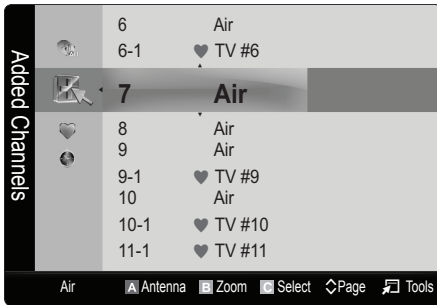 Added Channels
6 Air
6-1 ♥ TV #6
7 Air
8 Air
9 Air
9-1 ♥ TV #9
10 Air
10-1 ♥ TV #10
11-1 ♥ TV #11
Air A Antenna B Zoom C Select Page Tools